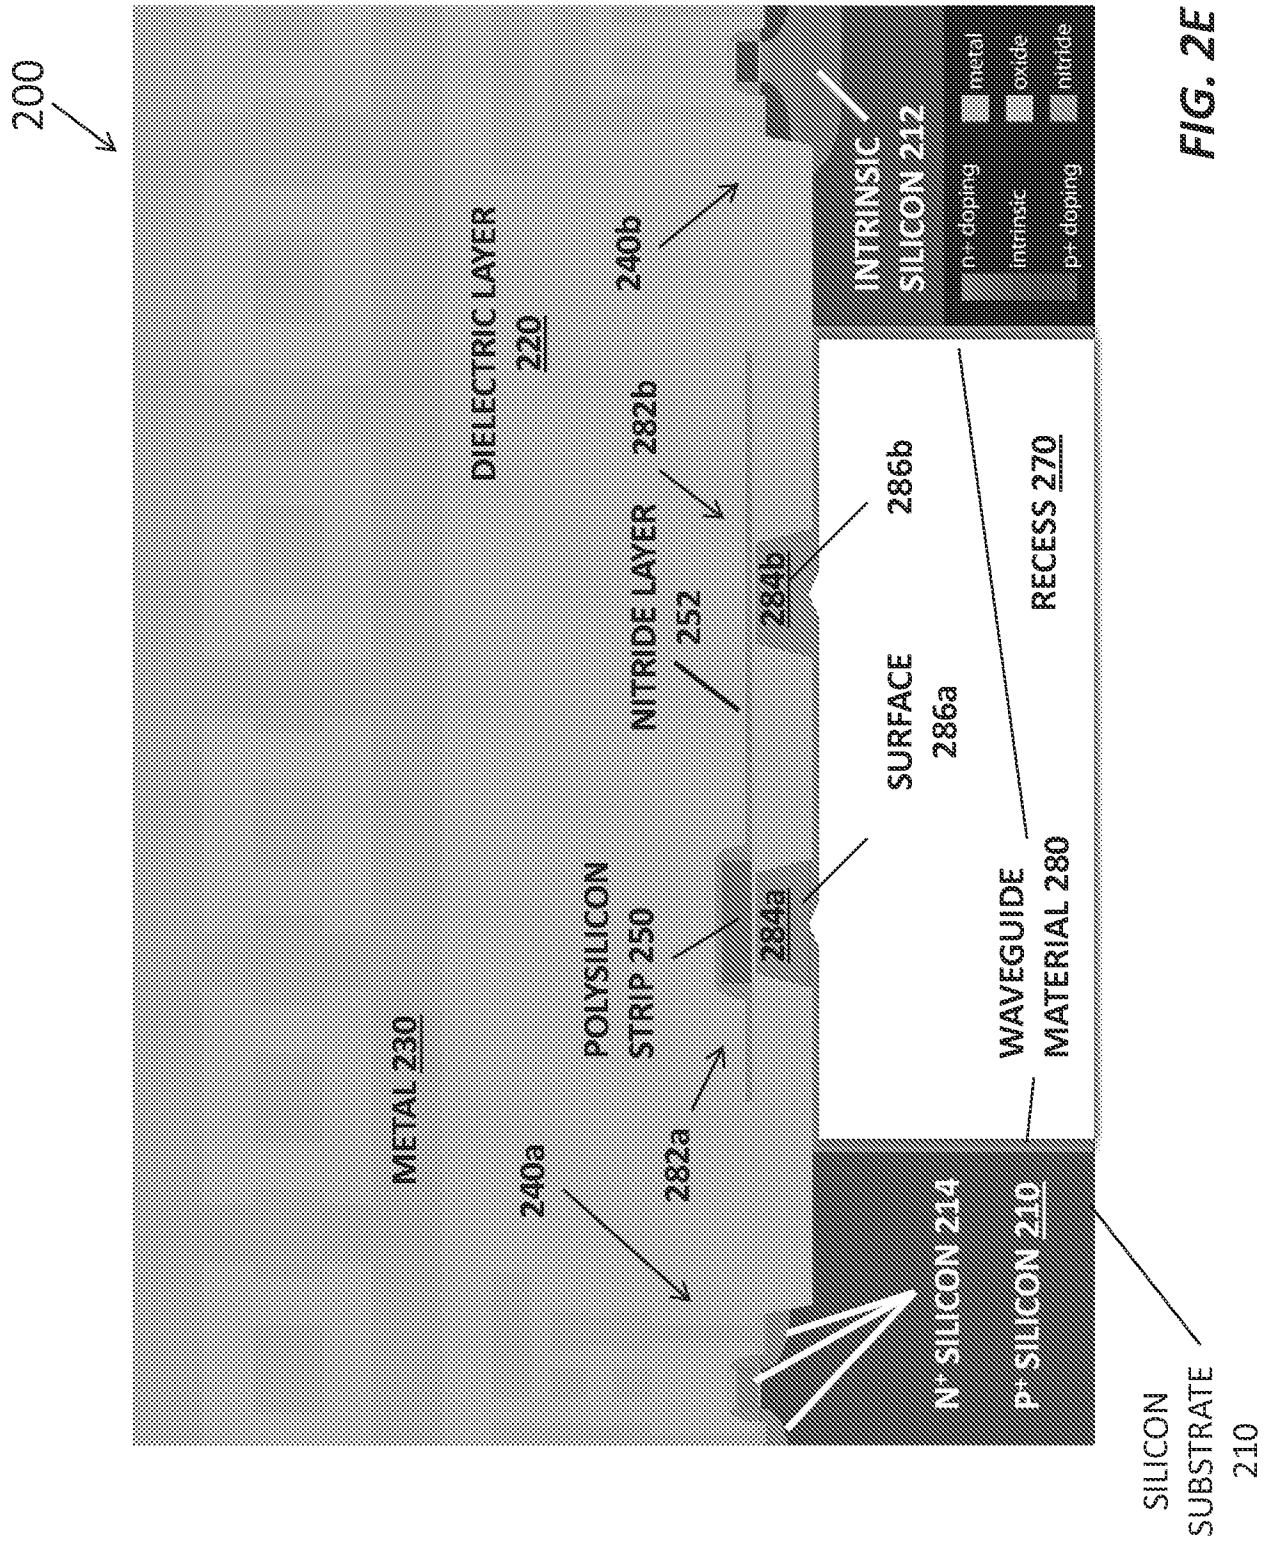 200
METAL 230
DIELECTRIC LAYER
220
240a
POLYSILICON
STRIP 250
282a
NITRIDE LAYER
252
282b
240b
284a
284b
SURFACE
286a
286b
INTRINSIC
SILICON 212
N+ SILICON 214
P+ SILICON 210
WAVEGUIDE
MATERIAL 280
RECESS 270
n+ doping
metal
intrinsic
oxide
p+ doping
nitride
SILICON
SUBSTRATE
210
FIG. 2E